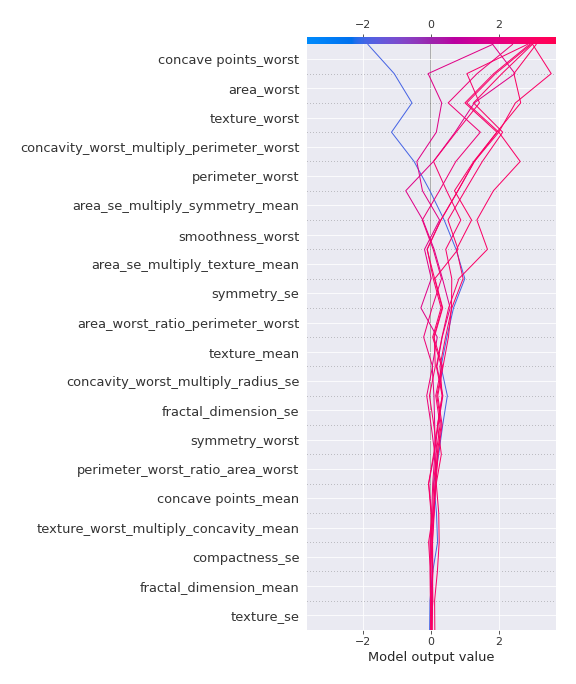 −2 0 2
concave points_worst
area_worst
texture_worst
concavity_worst_multiply_perimeter_worst
perimeter_worst
area_se_multiply_symmetry_mean
smoothness_worst
area_se_multiply_texture_mean
symmetry_se
area_worst_ratio_perimeter_worst
texture_mean
concavity_worst_multiply_radius_se
fractal_dimension_se
symmetry_worst
perimeter_worst_ratio_area_worst
concave points_mean
texture_worst_multiply_concavity_mean
compactness_se
fractal_dimension_mean
texture_se
−2 0 2
Model output value